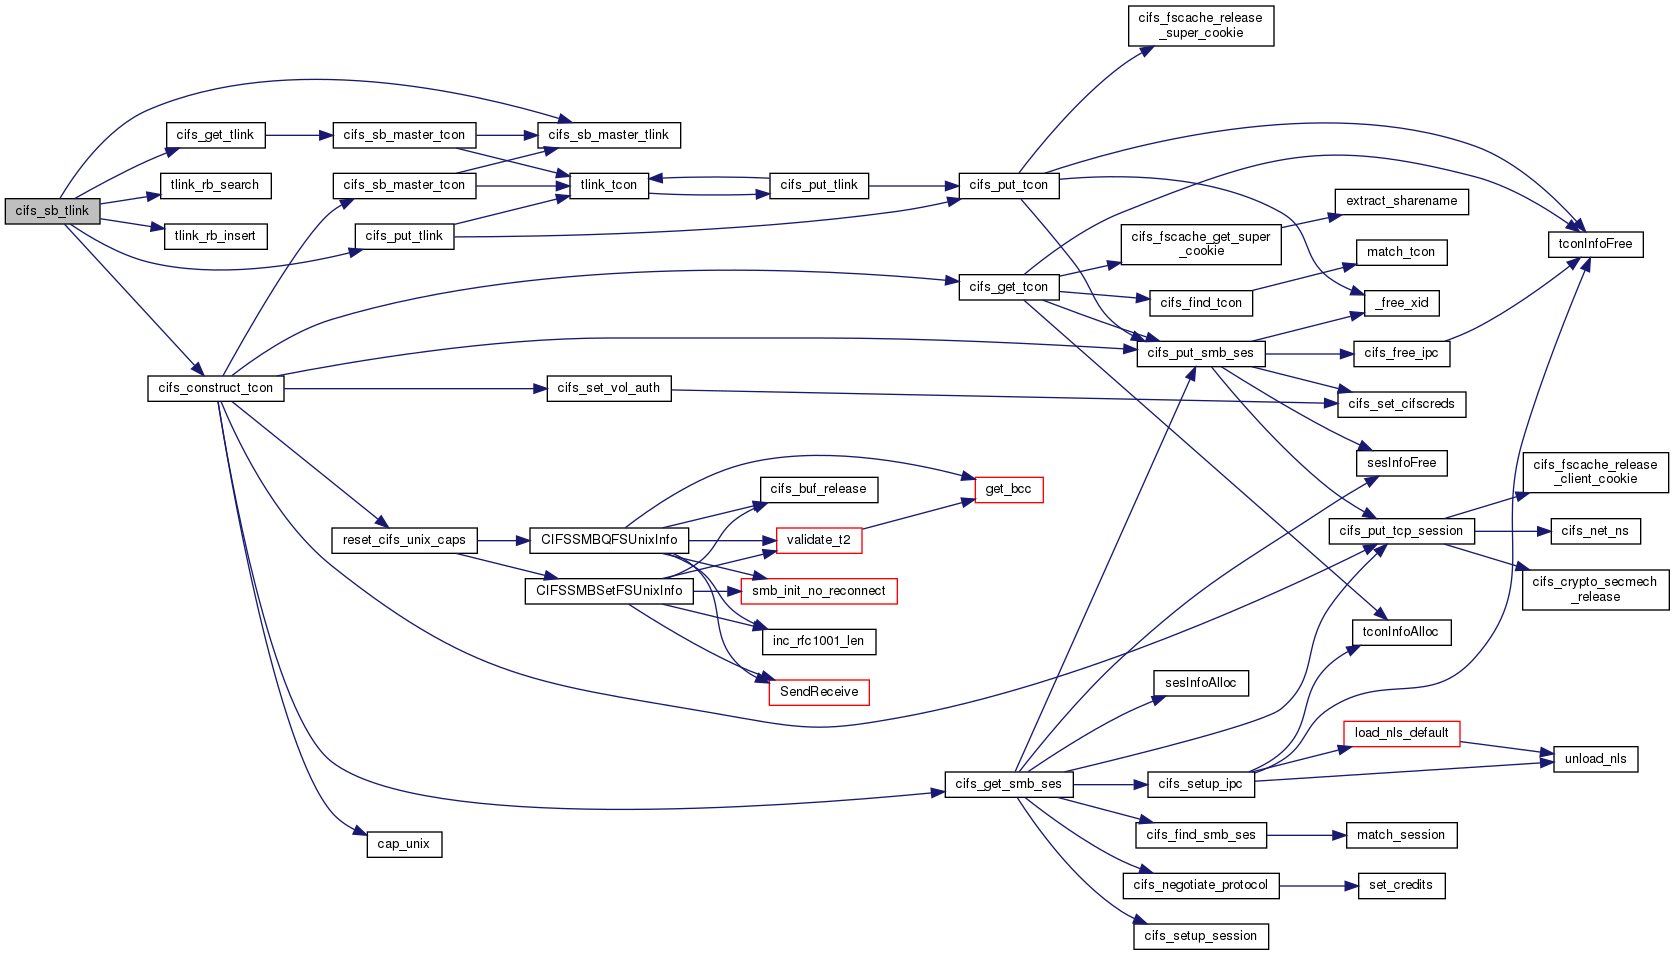 cifs_fscache_release
_super_cookie
cifs_get_tlink
cifs_sb_master_tcon
cifs_sb_master_tlink
tlink_rb_search
cifs_sb_master_tcon
tlink_tcon
cifs_put_tlink
cifs_put_tcon
extract_sharename
cifs_sb_tlink
tlink_rb_insert
cifs_put_tlink
cifs_fscache_get_super
_cookie
match_tcon
tconInfoFree
cifs_get_tcon
cifs_find_tcon
_free_xid
cifs_put_smb_ses
cifs_free_ipc
cifs_construct_tcon
cifs_set_vol_auth
cifs_set_cifscreds
sesInfoFree
cifs_fscache_release
_client_cookie
cifs_buf_release
get_bcc
reset_cifs_unix_caps
CIFSSMBQFSUnixInfo
validate_t2
cifs_put_tcp_session
cifs_net_ns
CIFSSMBSetFSUnixInfo
smb_init_no_reconnect
cifs_crypto_secmech
_release
inc_rfc1001_len
tconInfoAlloc
SendReceive
sesInfoAlloc
load_nls_default
unload_nls
cifs_get_smb_ses
cifs_setup_ipc
cap_unix
cifs_find_smb_ses
match_session
cifs_negotiate_protocol
set_credits
cifs_setup_session